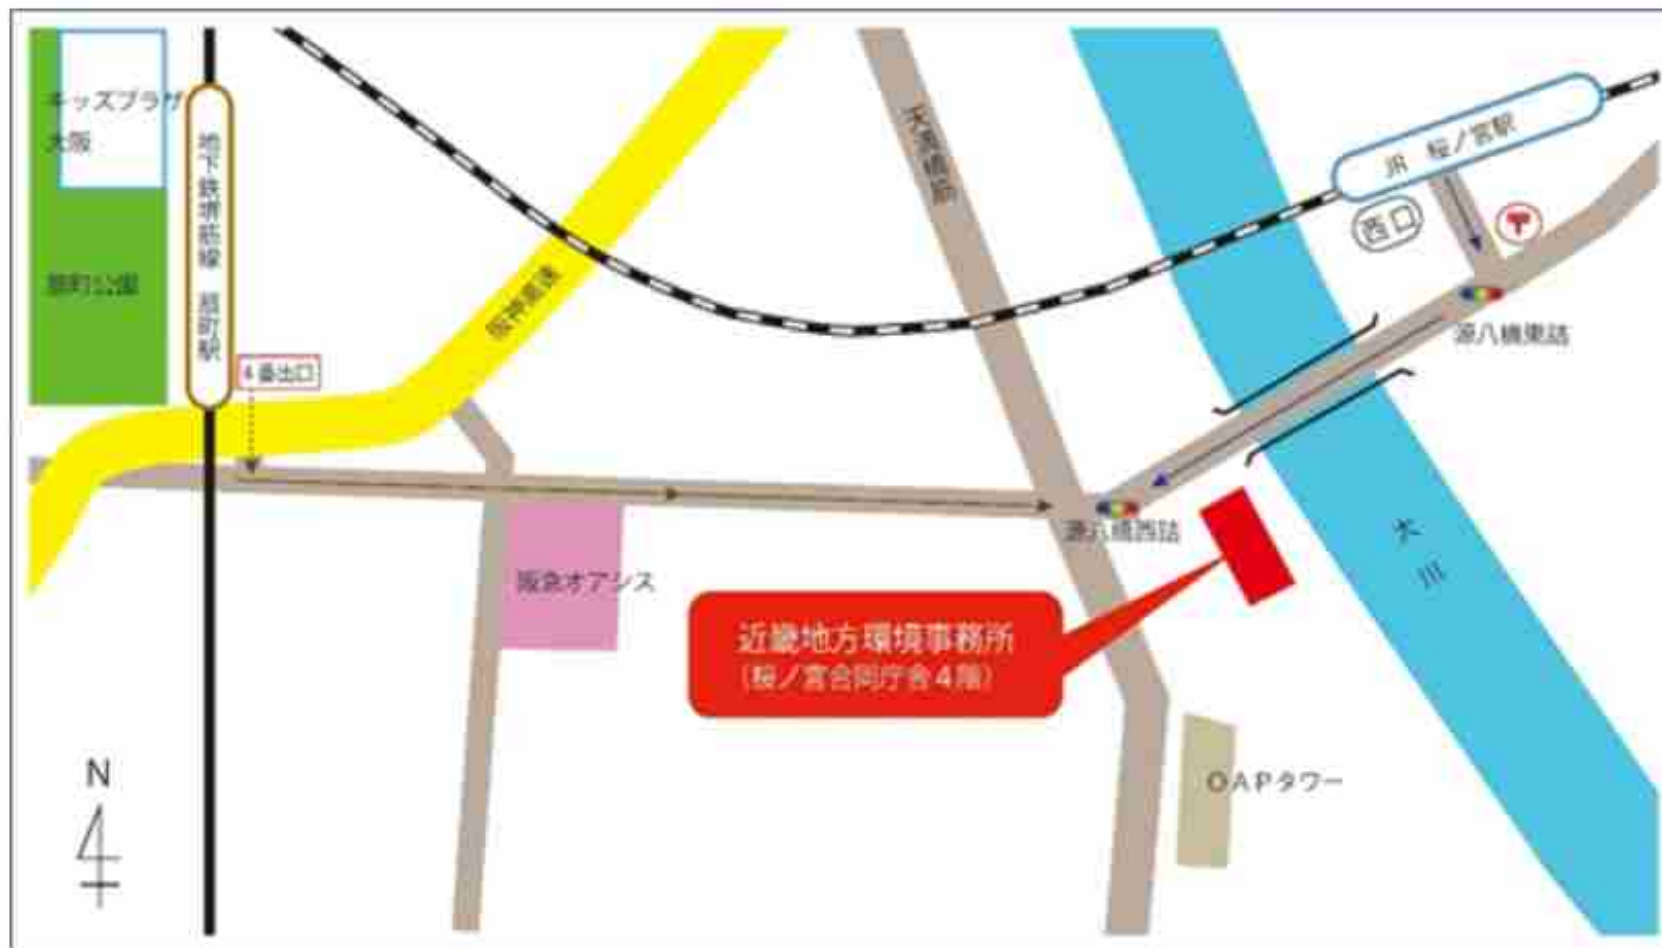 キッズプラザ
大阪
扇町公園
地下鉄堺筋線 扇町駅
4番出口
阪神高速
JR 桜ノ宮駅
西口
源八橋東詰
源八橋西詰
大川
阪急オアシス
近畿地方環境事務所
(桜ノ宮合同庁舎4階)
OAPタワー
N